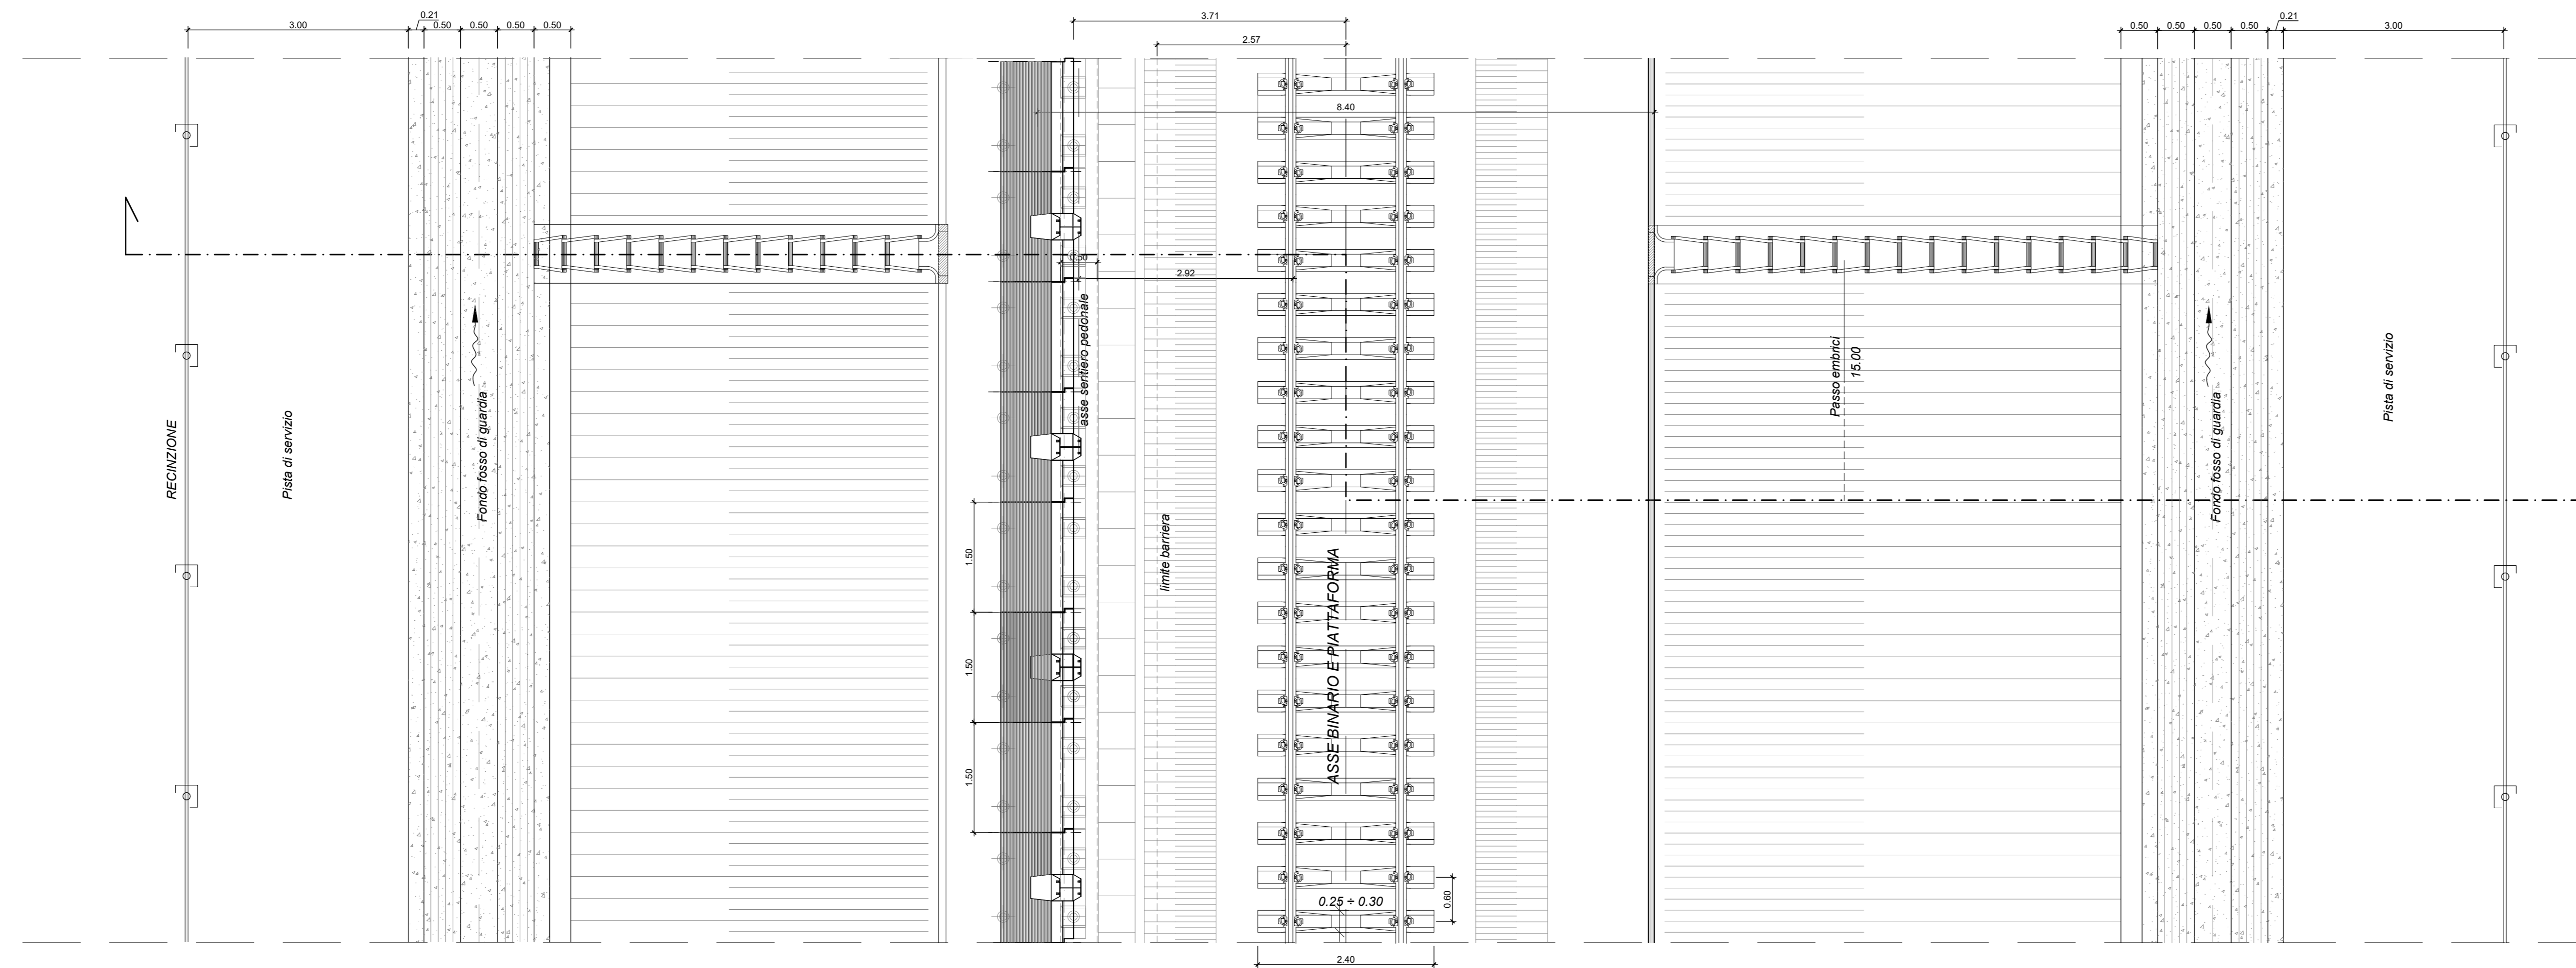 3.00
0.21
0.50
0.50
0.50
0.50
3.71
2.57
0.50
0.50
0.50
0.50
0.21
3.00
8.40
0.50
2.92
asse sentiero pedonale
RECINZIONE
Pista di servizio
Fondo fosso di guardia
limite barriera
ASSE BINARIO E PIATTAFORMA
Passo embrici
15.00
Fondo fosso di guardia
Pista di servizio
1.50
1.50
1.50
0.25 ÷ 0.30
0.60
2.40